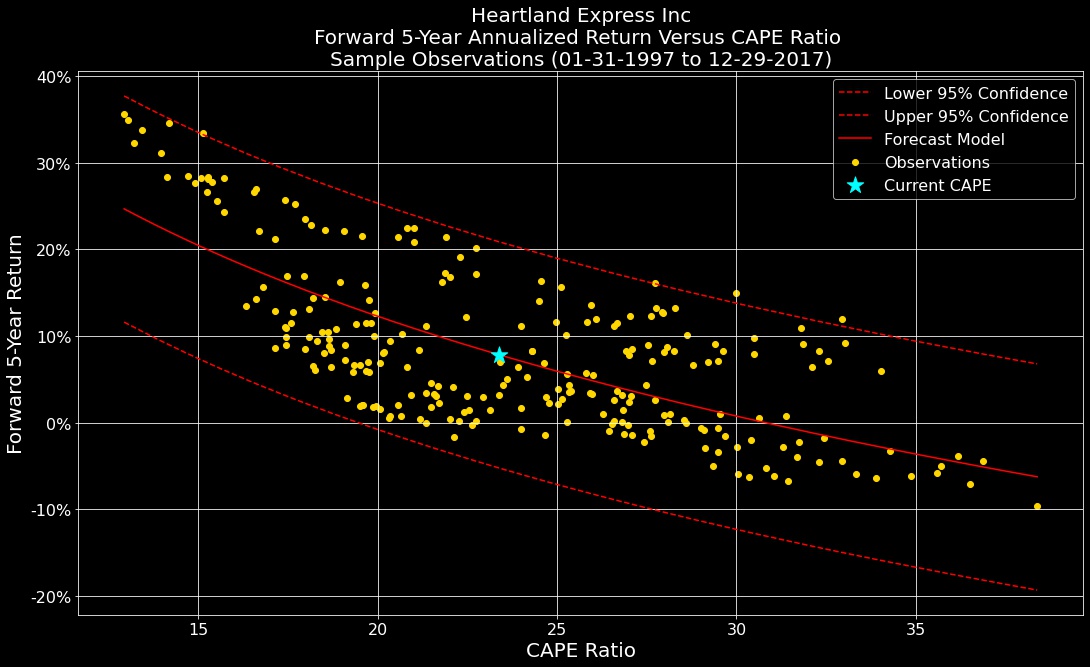 Heartland Express Inc
Forward 5-Year Annualized Return Versus CAPE Ratio
Sample Observations (01-31-1997 to 12-29-2017)
Lower 95% Confidence
Upper 95% Confidence
Forecast Model
Observations
Current CAPE
Forward 5-Year Return
40%
30%
20%
10%
0%
-10%
-20%
15 20 25 30 35
CAPE Ratio